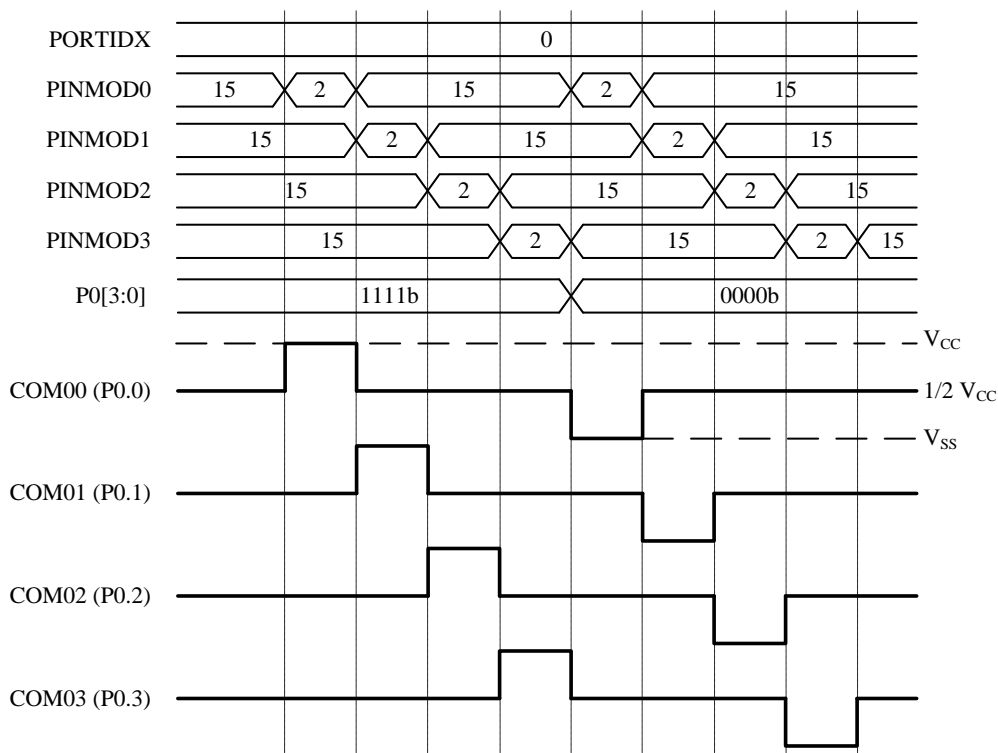 PORTIDX 0
PINMOD0 15 2 15 2 15
PINMOD1 15 2 15 2 15
PINMOD2 15 2 15 2 15
PINMOD3 15 2 15 2 15
P0[3:0] 1111b 0000b
VCC
COM00 (P0.0) 1/2 VCC
VSS
COM01 (P0.1)
COM02 (P0.2)
COM03 (P0.3)